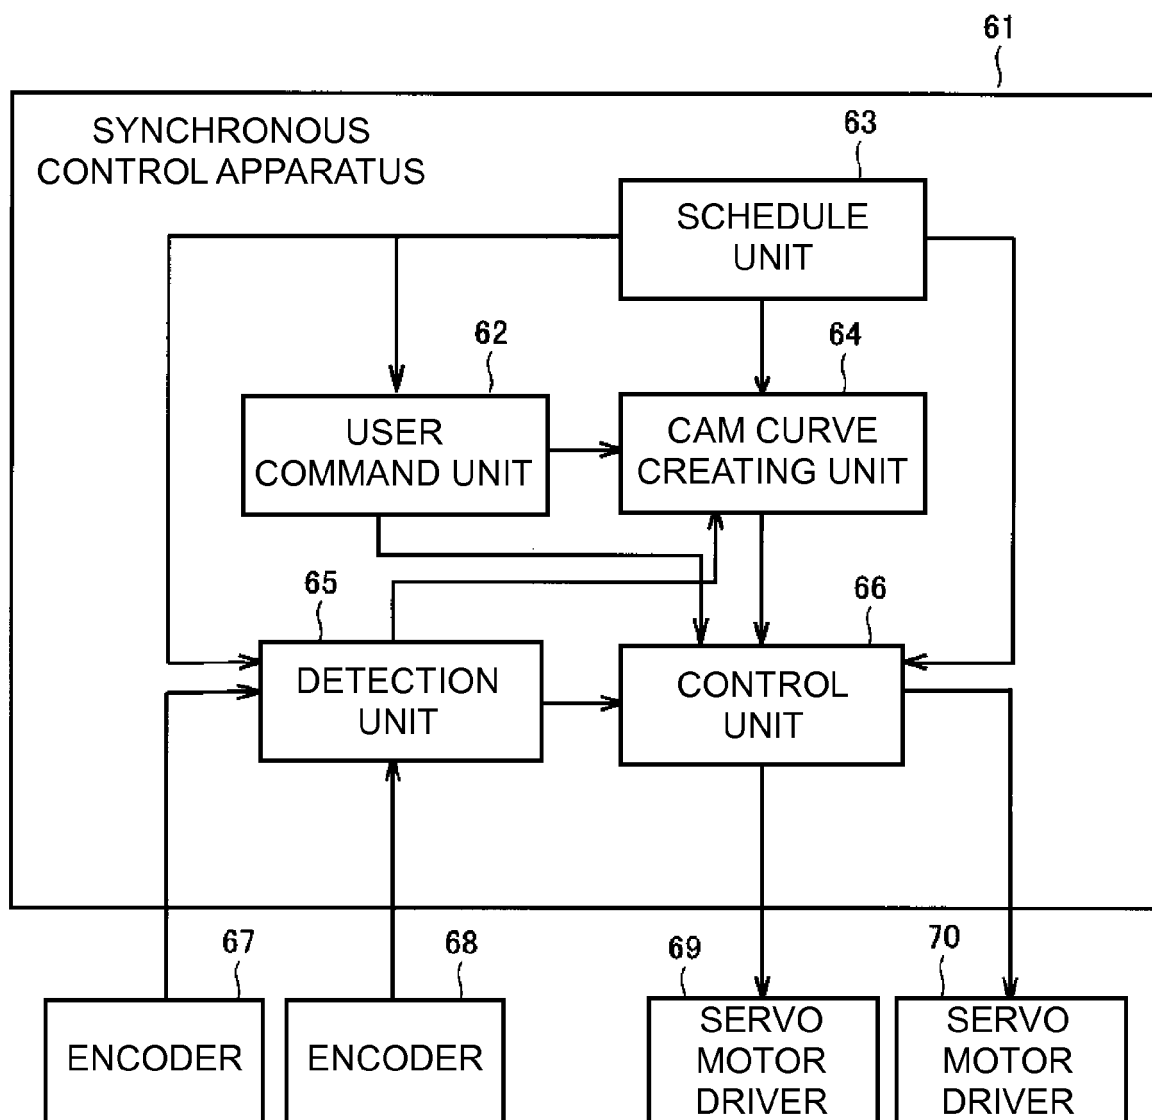 61
SYNCHRONOUS
CONTROL APPARATUS
63
SCHEDULE
UNIT
62
USER
COMMAND UNIT
64
CAM CURVE
CREATING UNIT
65
DETECTION
UNIT
66
CONTROL
UNIT
67
ENCODER
68
ENCODER
69
SERVO
MOTOR
DRIVER
70
SERVO
MOTOR
DRIVER